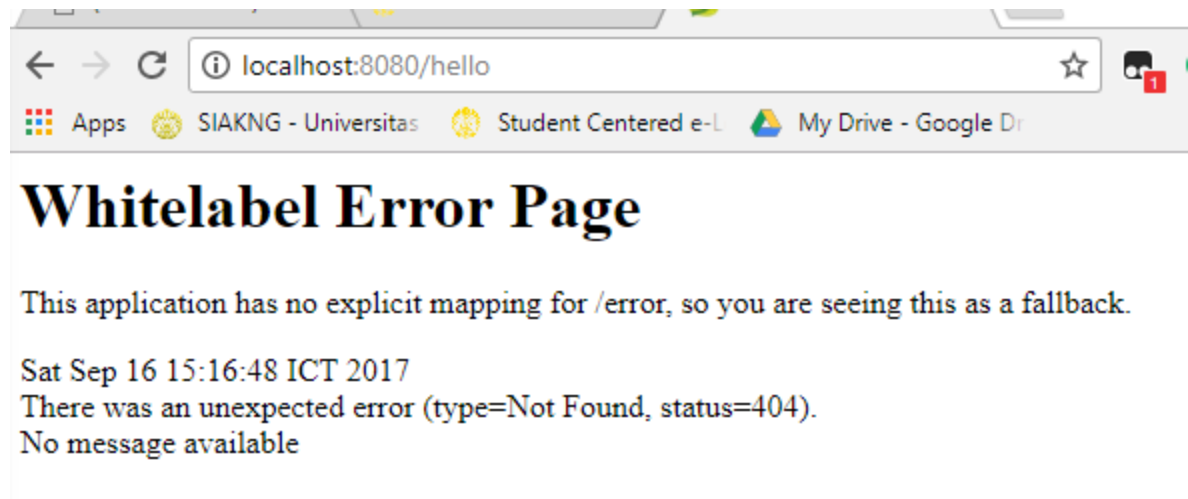 localhost:8080/hello
1
Apps SIAKNG - Universitas Student Centered e-L My Drive - Google Dr
Whitelabel Error Page
This application has no explicit mapping for /error, so you are seeing this as a fallback.
Sat Sep 16 15:16:48 ICT 2017
There was an unexpected error (type=Not Found, status=404).
No message available